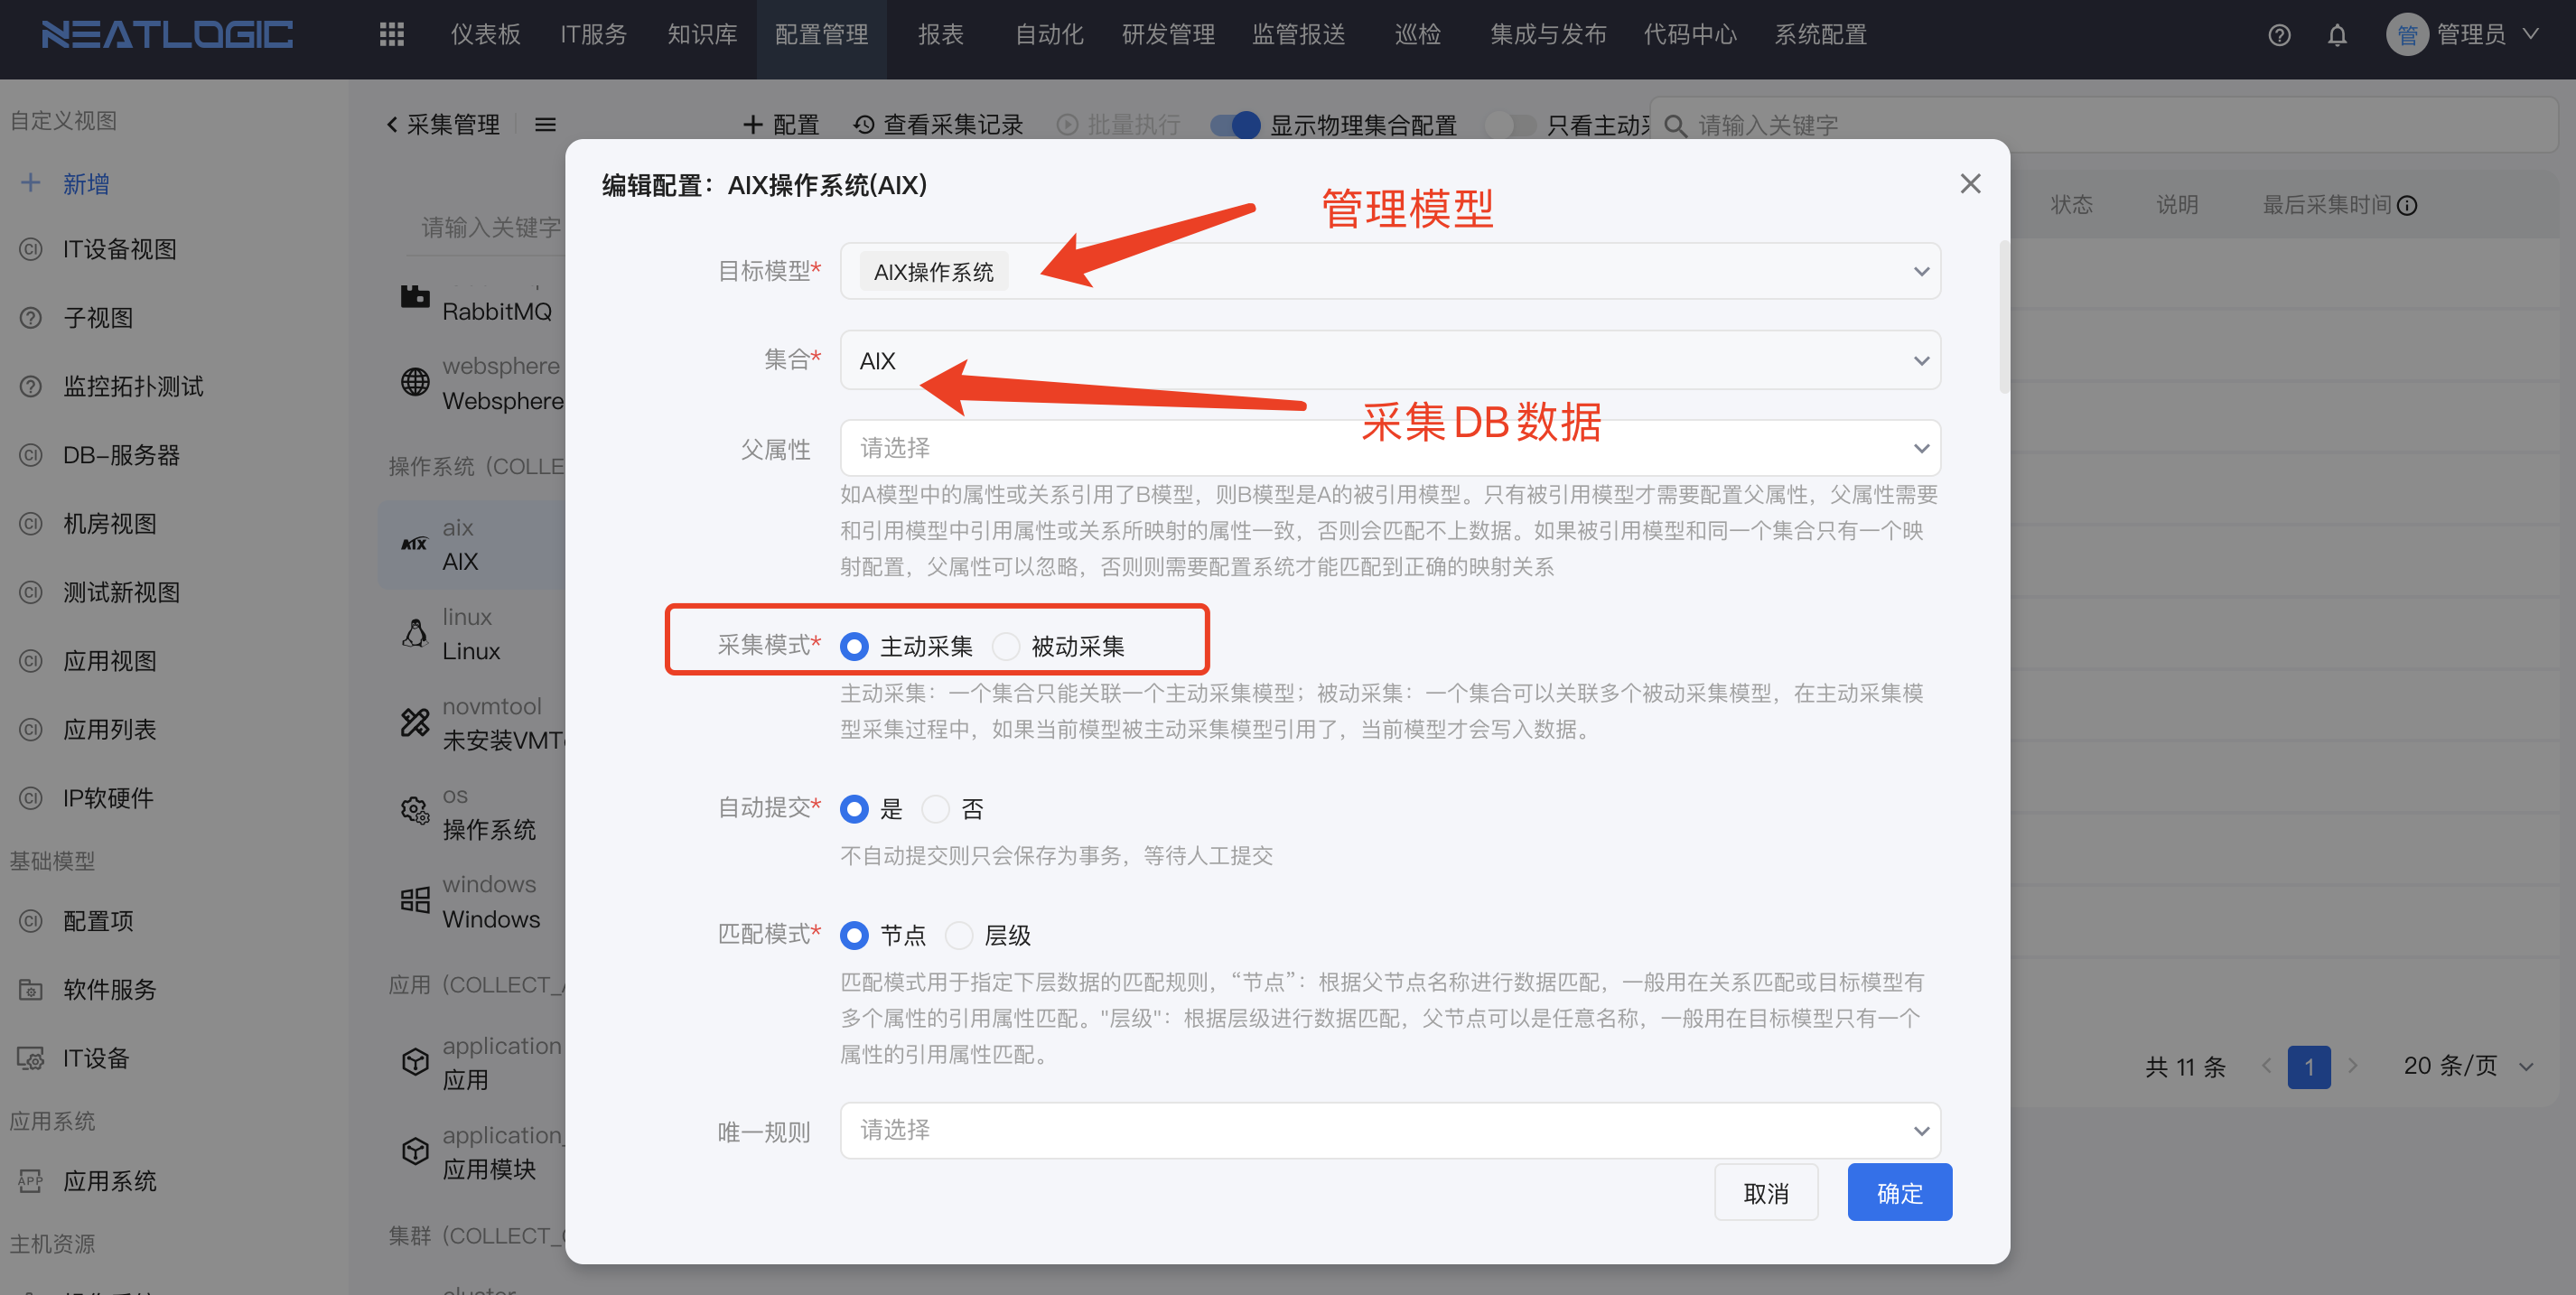 NEATLOGIC
仪表板 IT服务 知识库 配置管理 报表 自动化 研发管理 监管报送 巡检 集成与发布 代码中心 系统配置
管 管理员
自定义视图
新增
IT设备视图
子视图
监控拓扑测试
DB-服务器
机房视图
测试新视图
应用视图
应用列表
IP软硬件
基础模型
配置项
软件服务
IT设备
应用系统
APP 应用系统
主机资源
采集管理
配置 查看采集记录 批量执行 显示物理集合配置 只看主动 请输入关键字
请输入关键字
RabbitMQ
websphere
Websphere
操作系统 (COLLE
aix
AIX
linux
Linux
novmtool
未安装VMT
os
操作系统
windows
Windows
应用 (COLLECT_
application
应用
application_
应用模块
集群 (COLLECT_
状态 说明 最后采集时间
共 11 条 1 20 条/页
编辑配置：AIX操作系统(AIX)
管理模型
目标模型* AIX操作系统
集合* AIX
采集DB数据
父属性 请选择
如A模型中的属性或关系引用了B模型，则B模型是A的被引用模型。只有被引用模型才需要配置父属性，父属性需要
和引用模型中引用属性或关系所映射的属性一致，否则会匹配不上数据。如果被引用模型和同一个集合只有一个映
射配置，父属性可以忽略，否则则需要配置系统才能匹配到正确的映射关系
采集模式* 主动采集 被动采集
主动采集：一个集合只能关联一个主动采集模型；被动采集：一个集合可以关联多个被动采集模型，在主动采集模
型采集过程中，如果当前模型被主动采集模型引用了，当前模型才会写入数据。
自动提交* 是 否
不自动提交则只会保存为事务，等待人工提交
匹配模式* 节点 层级
匹配模式用于指定下层数据的匹配规则，“节点”：根据父节点名称进行数据匹配，一般用在关系匹配或目标模型有
多个属性的引用属性匹配。"层级"：根据层级进行数据匹配，父节点可以是任意名称，一般用在目标模型只有一个
属性的引用属性匹配。
唯一规则 请选择
取消 确定